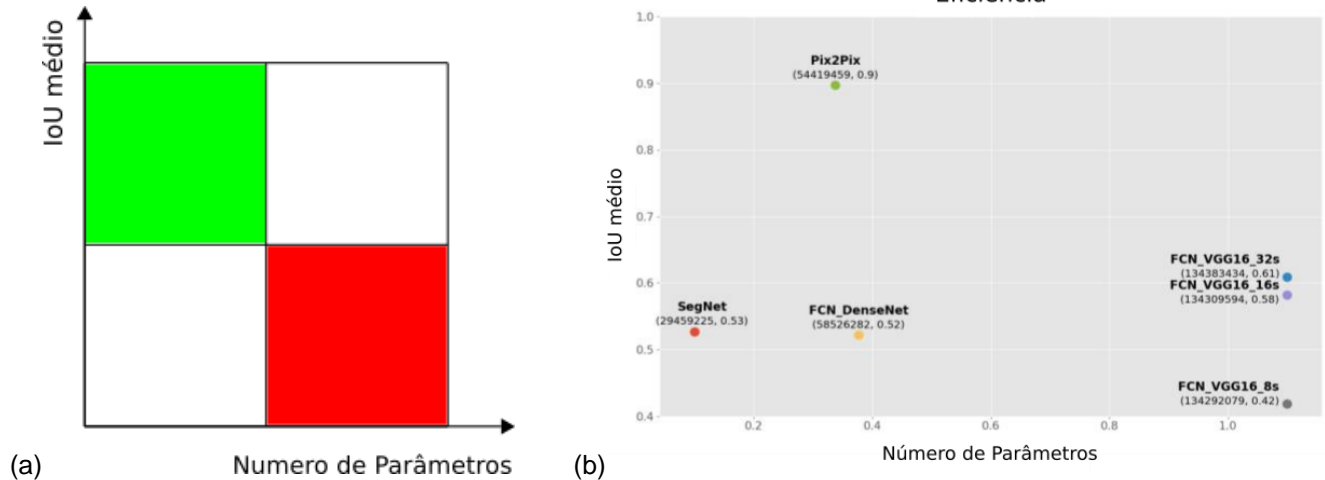 IoU médio
Numero de Parâmetros
(a)
1.0
0.9
0.8
0.7
0.6
0.5
0.4
IoU médio
Pix2Pix
(54419459, 0.9)
FCN_VGG16_32s
(134383434, 0.61)
FCN_VGG16_16s
(134309594, 0.58)
SegNet
(29459225, 0.53)
FCN_DenseNet
(58526282, 0.52)
FCN_VGG16_8s
(134292079, 0.42)
0.2 0.4 0.6 0.8 1.0
Número de Parâmetros
(b)